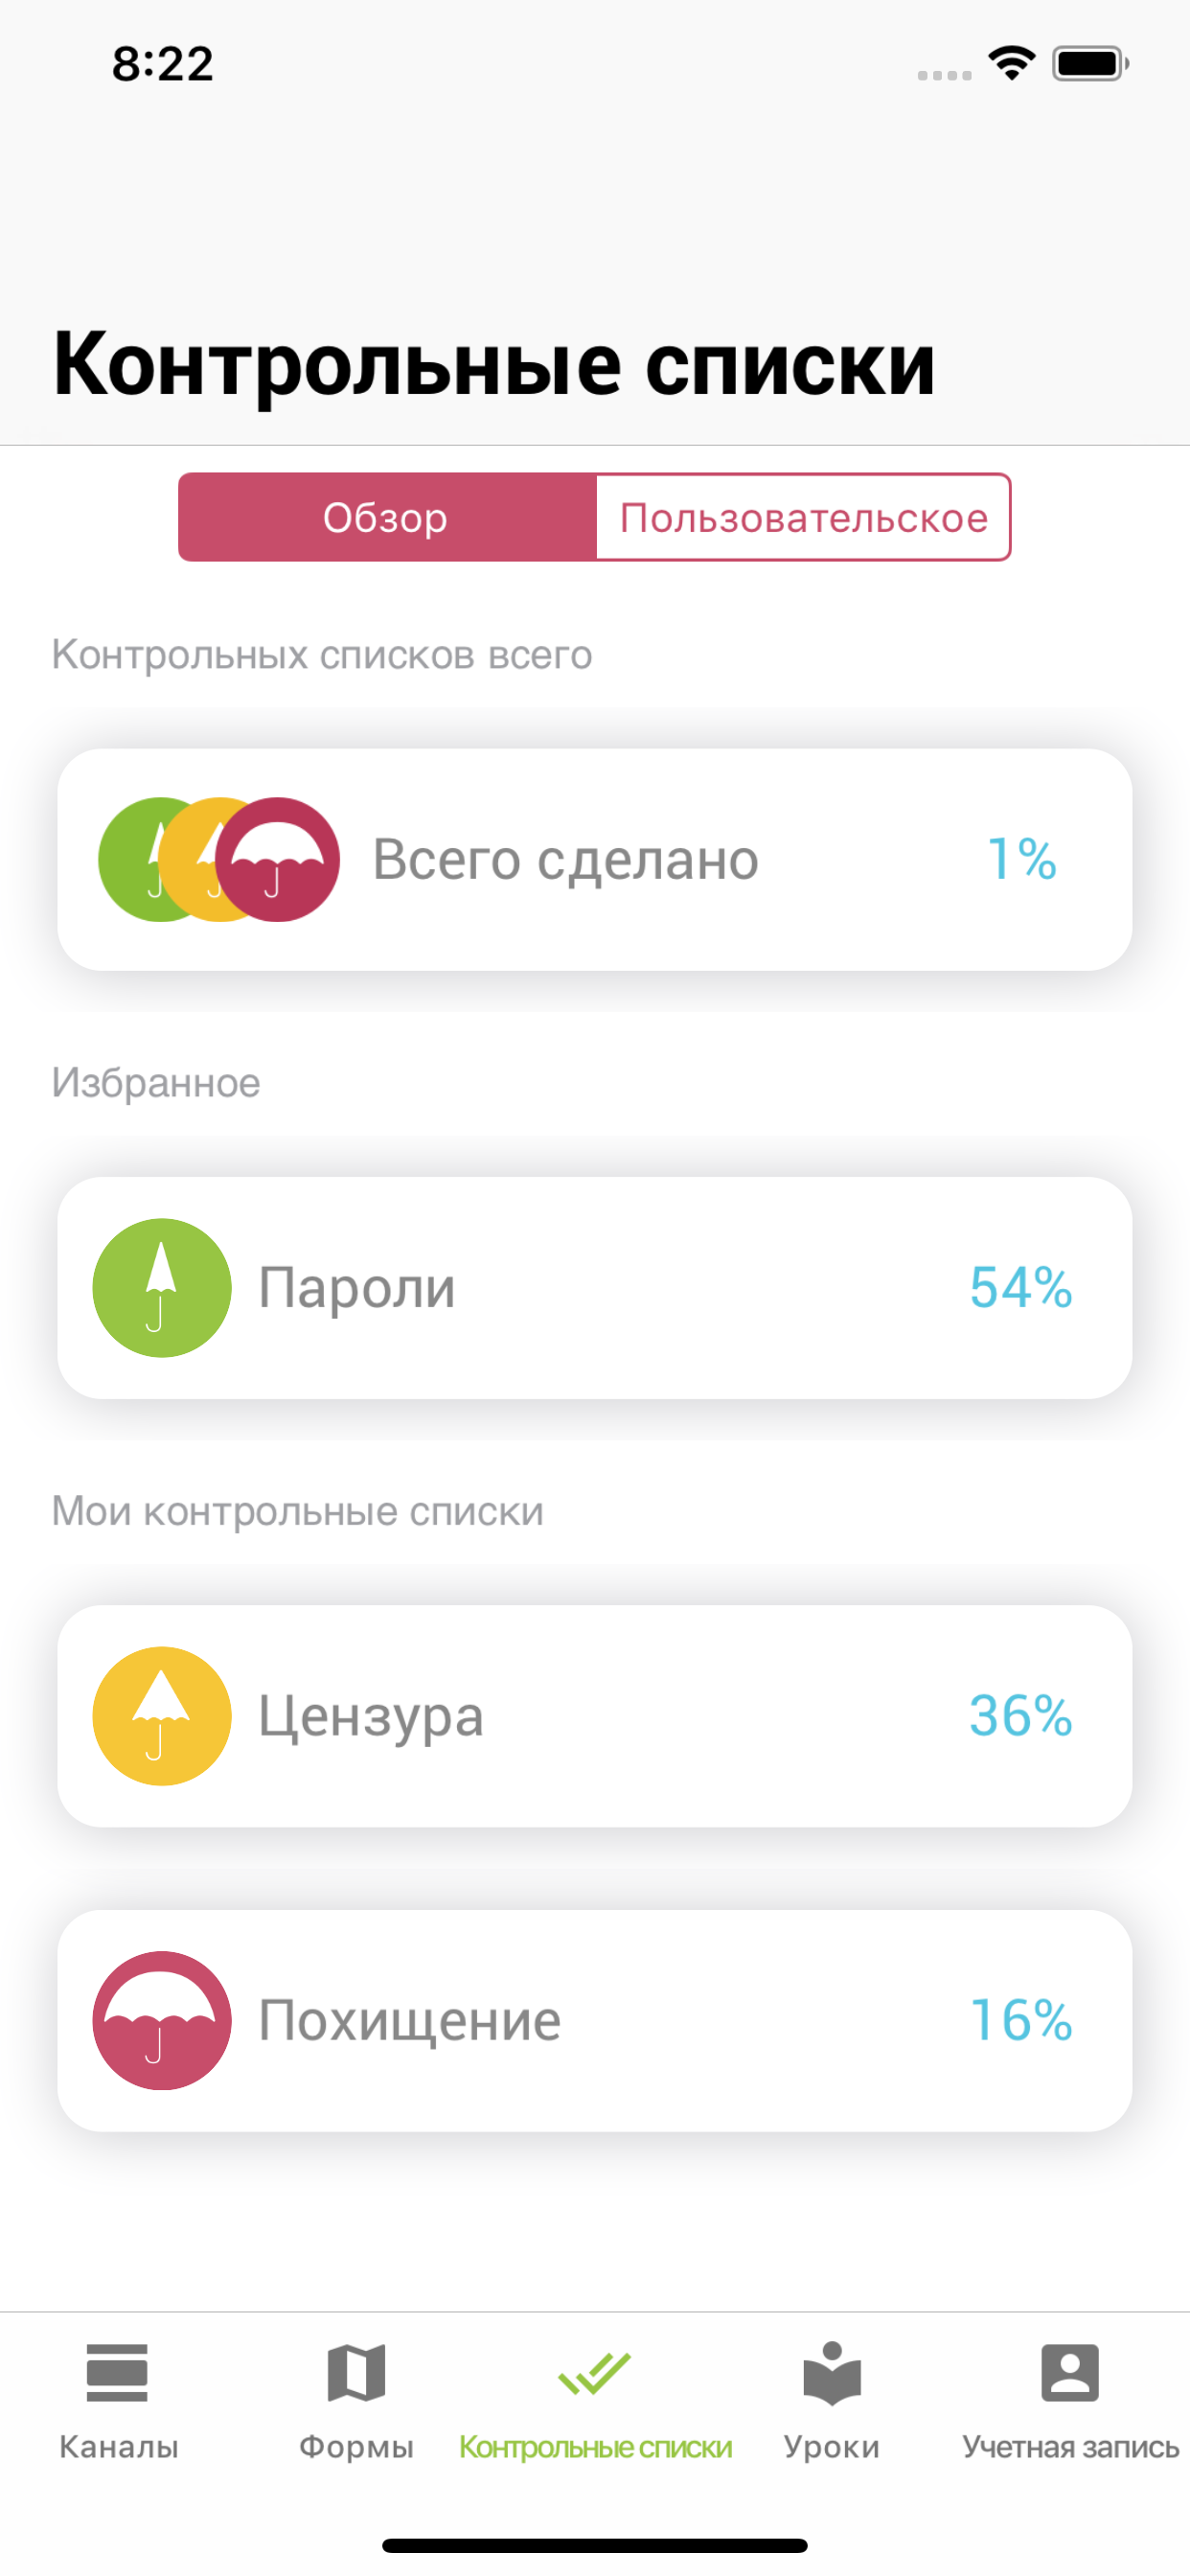 8:22
Контрольные списки
Обзор
Пользовательское
Контрольных списков всего
Всего сделано
1%
Избранное
Пароли
54%
Мои контрольные списки
Цензура
36%
Похищение
16%
Каналы
Формы
Контрольные списки
Уроки
Учетная запись